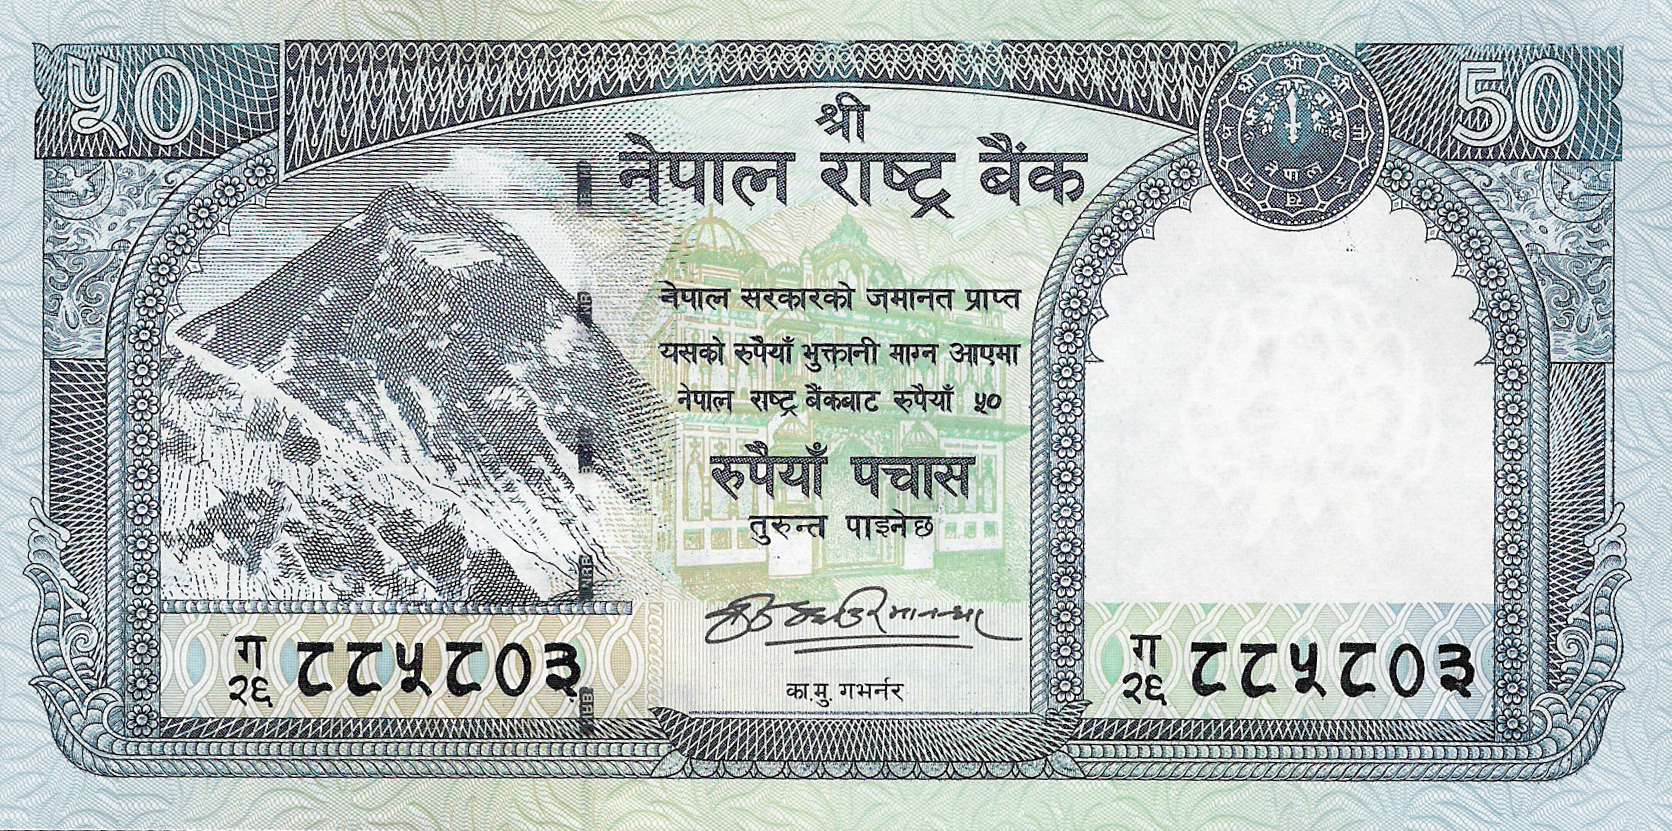 ५०
50
श्री
नेपाल राष्ट्र बैंक
नेपाल सरकारको जमानत प्राप्त
यसको रुपैयाँ भुक्तानी माग्न आएमा
नेपाल राष्ट्र बैंकबाट रुपैयाँ ५०
रुपैयाँ पचास
तुरुन्त पाइनेछ
का.मु. गभर्नर
ग
२६ ८८५८०३
ग
२६ ८८५८०३